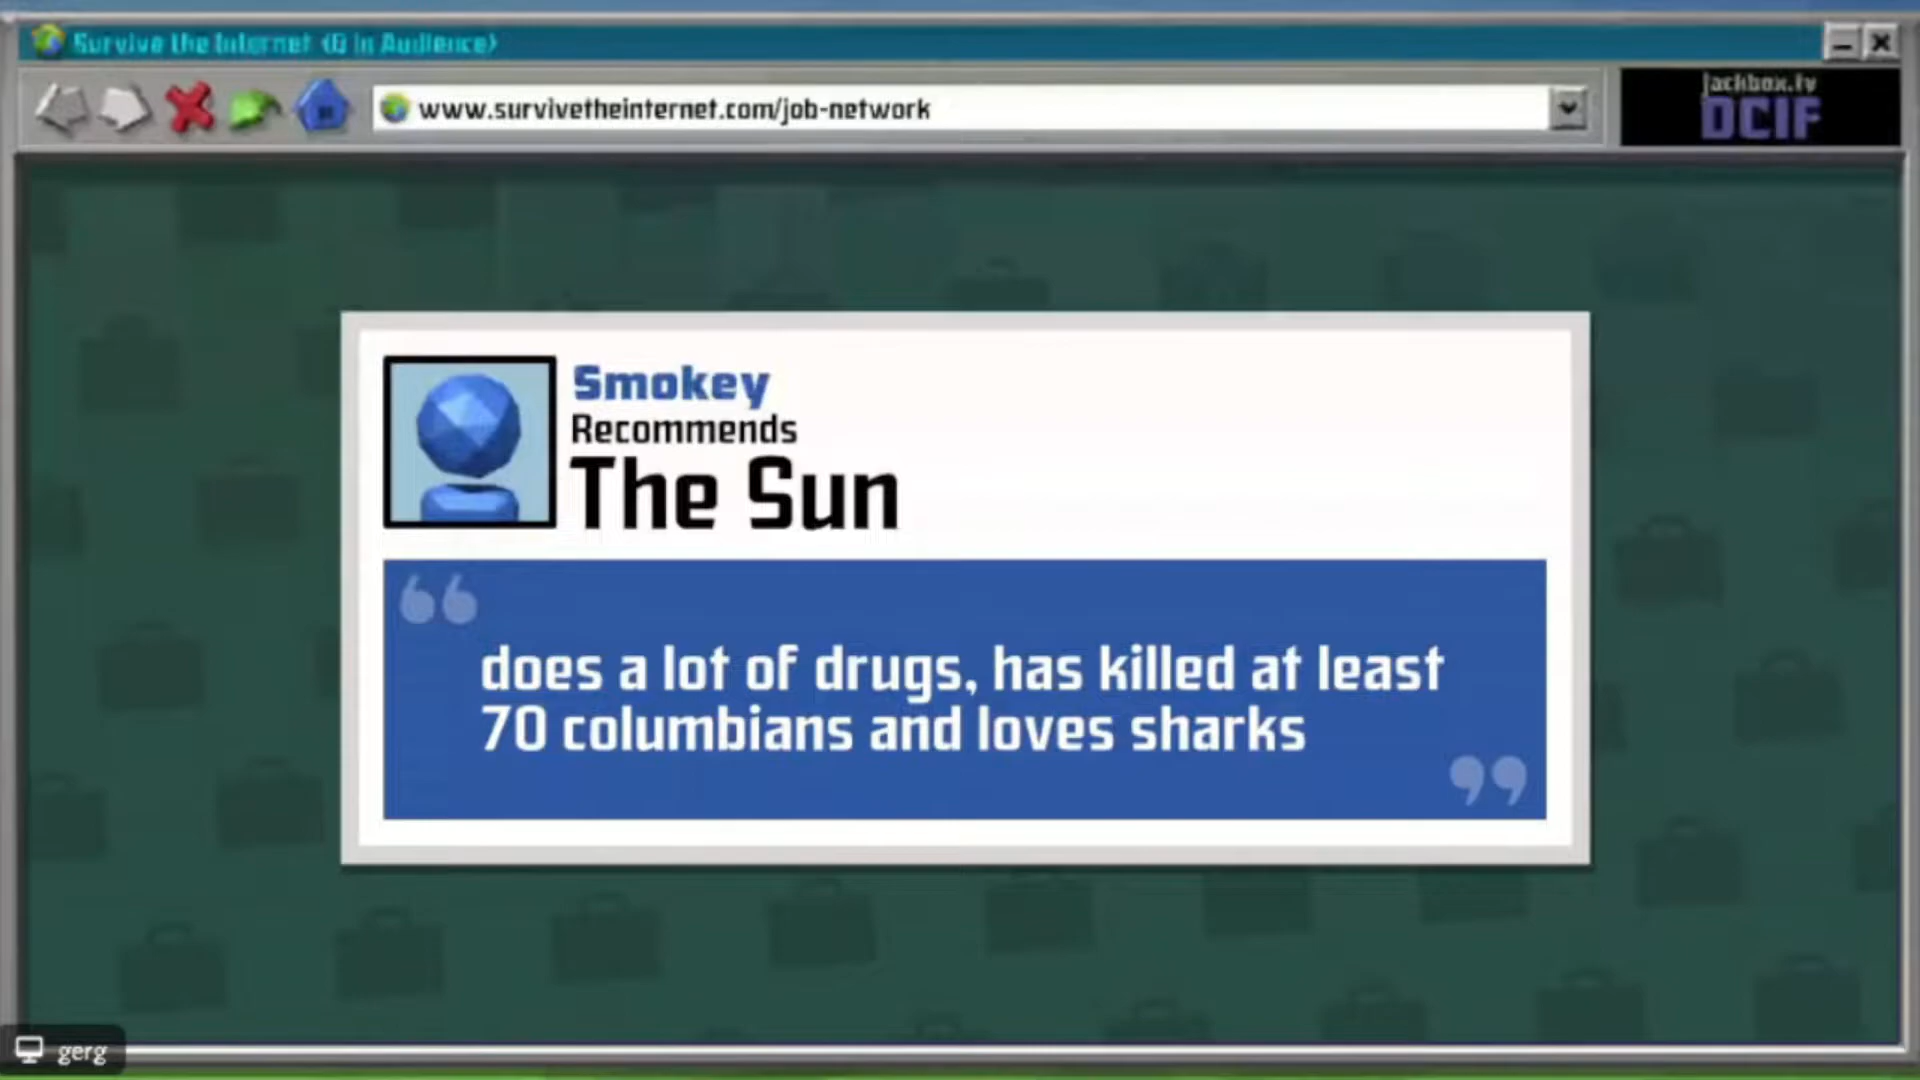 Survive the Internet (6 in Audience)
www.survivetheinternet.com/job-network
jackbox.tv
DCIF
Smokey
Recommends
The Sun
does a lot of drugs, has killed at least
70 columbians and loves sharks
gerg